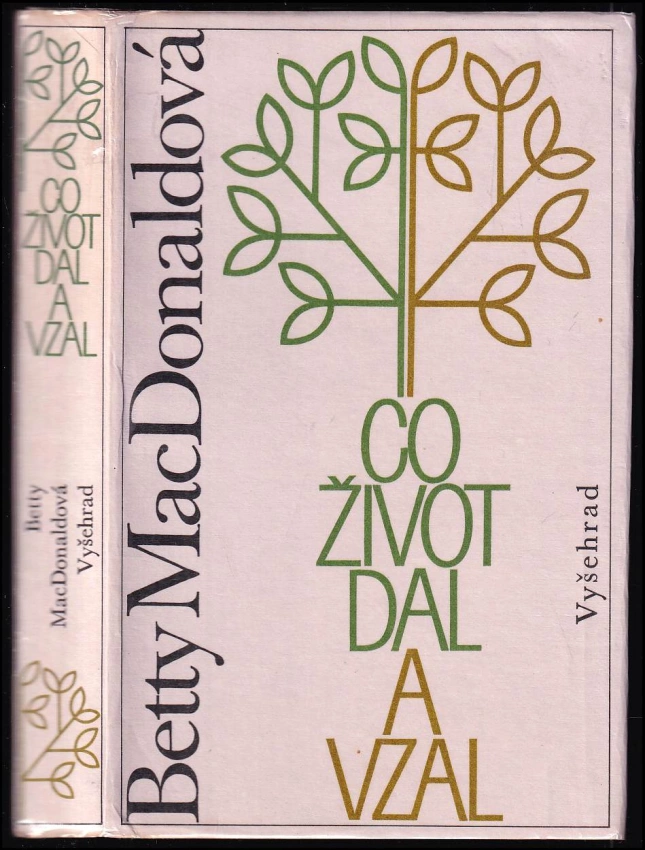 CO
ŽIVOT
DAL
A
VZAL
Betty
MacDonaldová
Vyšehrad
Betty MacDonaldová
CO
ŽIVOT
DAL
A
VZAL
Vyšehrad